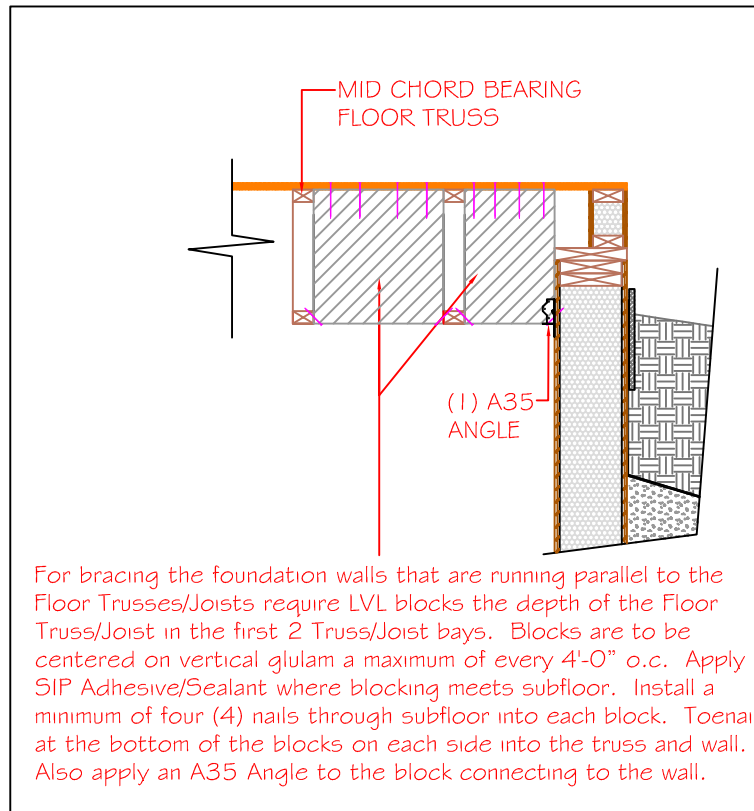 MID CHORD BEARING
FLOOR TRUSS
(1) A35
ANGLE
For bracing the foundation walls that are running parallel to the
Floor Trusses/Joists require LVL blocks the depth of the Floor
Truss/Joist in the first 2 Truss/Joist bays. Blocks are to be
centered on vertical glulam a maximum of every 4'-0" o.c. Apply
SIP Adhesive/Sealant where blocking meets subfloor. Install a
minimum of four (4) nails through subfloor into each block. Toenai
at the bottom of the blocks on each side into the truss and wall.
Also apply an A35 Angle to the block connecting to the wall.